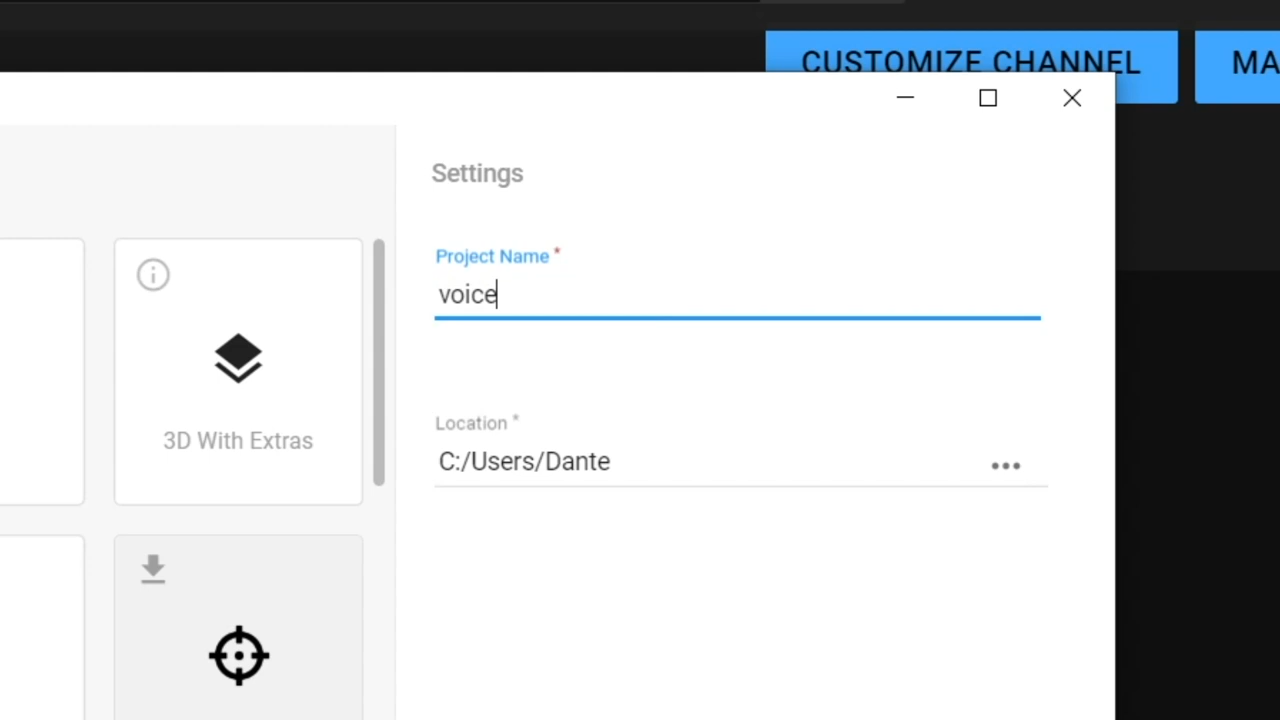 CUSTOMIZE CHANNEL MA
Settings
Project Name *
voice
3D With Extras
Location *
C:/Users/Dante